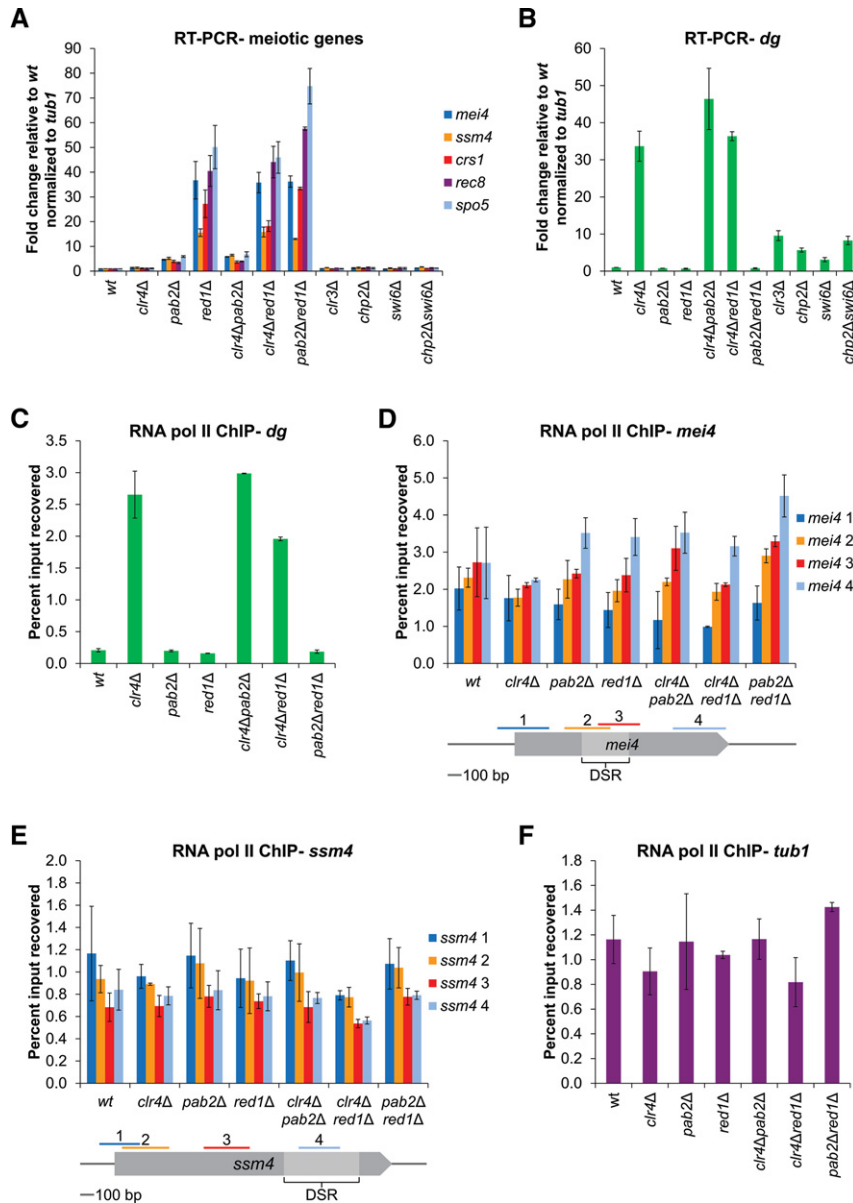 A
RT-PCR- meiotic genes
Fold change relative to wt
normalized to tub1
90
80
70
60
50
40
30
20
10
0
mei4
ssm4
crs1
rec8
spo5
wt
clr4Δ
pab2Δ
red1Δ
clr4Δpab2Δ
clr4Δred1Δ
pab2Δred1Δ
clr3Δ
chp2Δ
swi6Δ
chp2Δswi6Δ
B
RT-PCR- dg
Fold change relative to wt
normalized to tub1
60
50
40
30
20
10
0
wt
clr4Δ
pab2Δ
red1Δ
clr4Δpab2Δ
clr4Δred1Δ
pab2Δred1Δ
clr3Δ
chp2Δ
swi6Δ
chp2Δswi6Δ
C
RNA pol II ChIP- dg
Percent input recovered
3.5
3.0
2.5
2.0
1.5
1.0
0.5
0.0
wt
clr4Δ
pab2Δ
red1Δ
clr4Δpab2Δ
clr4Δred1Δ
pab2Δred1Δ
D
RNA pol II ChIP- mei4
Percent input recovered
6.0
5.0
4.0
3.0
2.0
1.0
0.0
mei4 1
mei4 2
mei4 3
mei4 4
wt clr4Δ pab2Δ red1Δ clr4Δ clr4Δ pab2Δ
pab2Δ red1Δ red1Δ
1 2 3 4
mei4
100 bp
DSR
E
RNA pol II ChIP- ssm4
Percent input recovered
2.0
1.8
1.6
1.4
1.2
1.0
0.8
0.6
0.4
0.2
0.0
ssm4 1
ssm4 2
ssm4 3
ssm4 4
wt clr4Δ pab2Δ red1Δ clr4Δ clr4Δ pab2Δ
pab2Δ red1Δ red1Δ
1 2 3 4
ssm4
100 bp
DSR
F
RNA pol II ChIP- tub1
Percent input recovered
1.8
1.6
1.4
1.2
1.0
0.8
0.6
0.4
0.2
0.0
wt
clr4Δ
pab2Δ
red1Δ
clr4Δpab2Δ
clr4Δred1Δ
pab2Δred1Δ